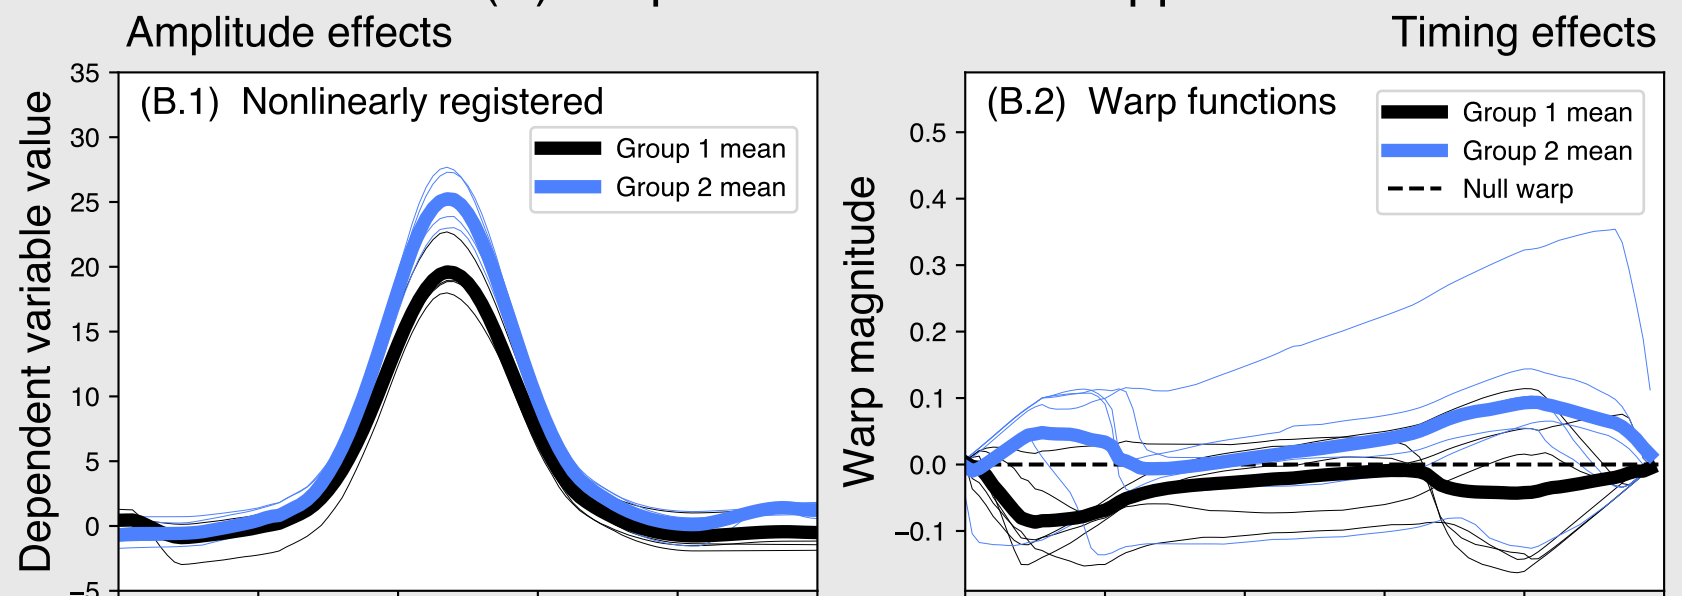 Amplitude effects
Timing effects
(B.1) Nonlinearly registered
Group 1 mean
Group 2 mean
Dependent variable value
35
30
25
20
15
10
5
0
−5
(B.2) Warp functions
Group 1 mean
Group 2 mean
Null warp
Warp magnitude
0.5
0.4
0.3
0.2
0.1
0.0
−0.1